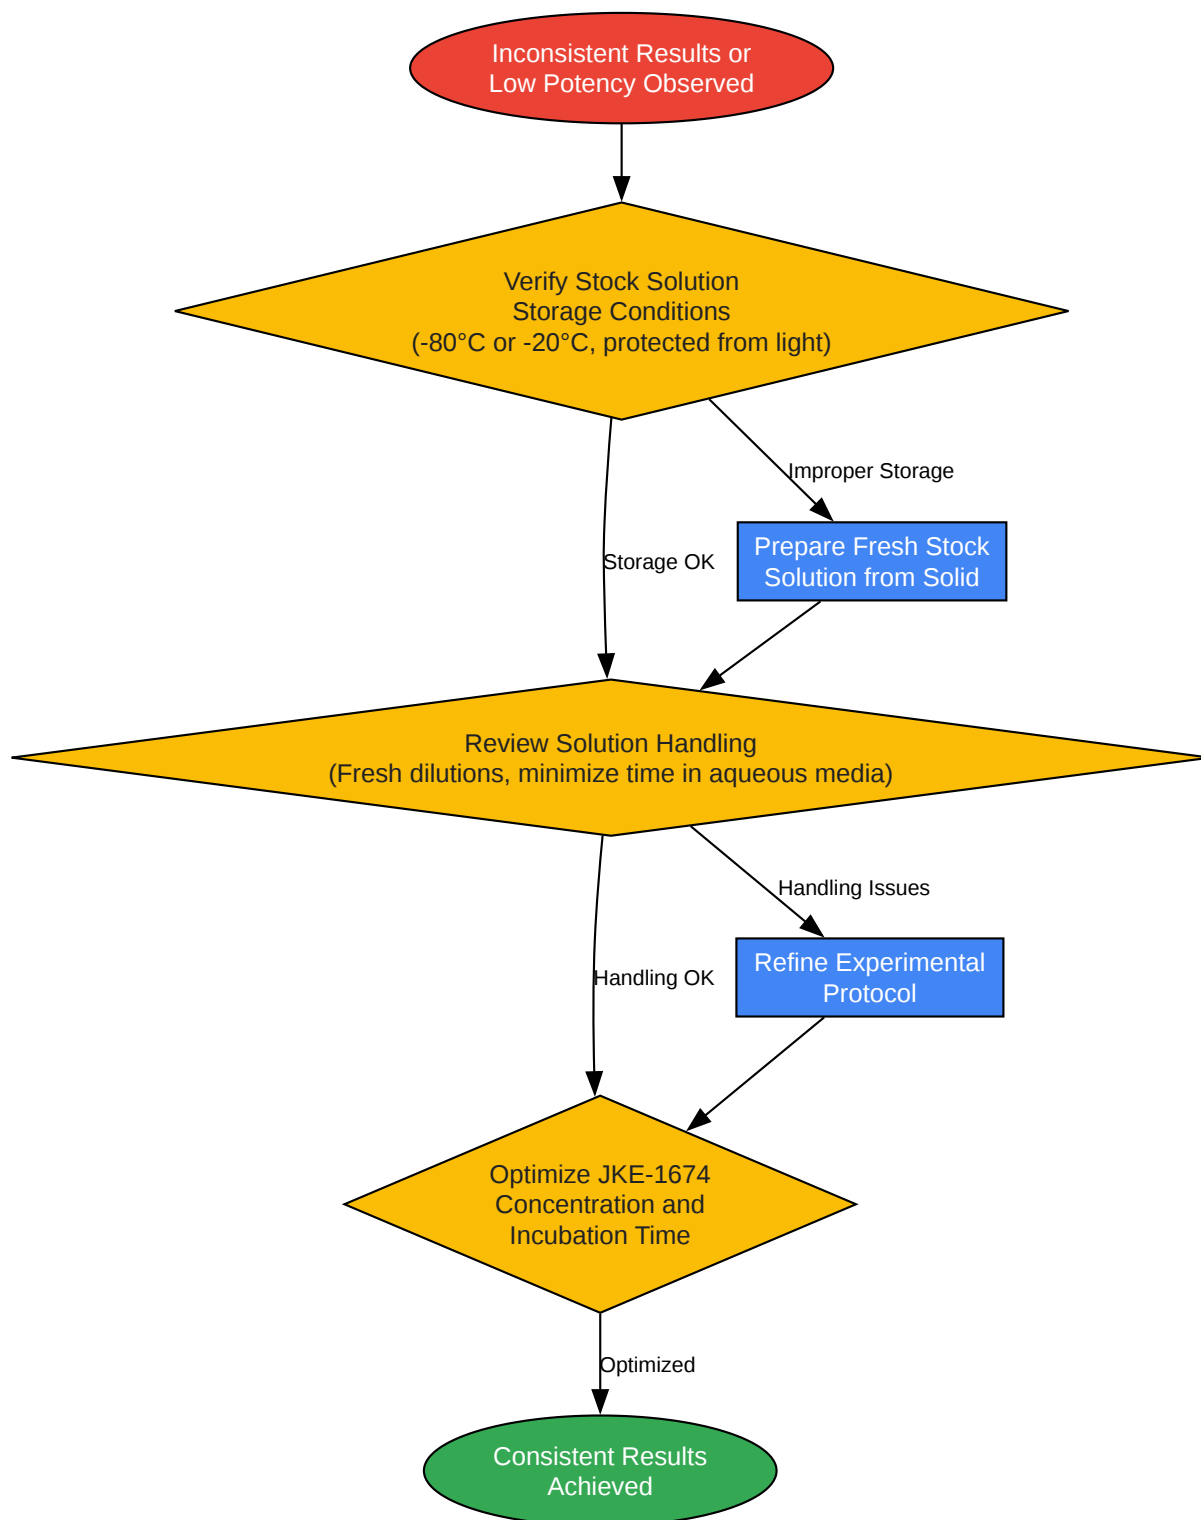 Inconsistent Results or
Low Potency Observed
Verify Stock Solution
Storage Conditions
(-80°C or -20°C, protected from light)
Improper Storage
Storage OK
Prepare Fresh Stock
Solution from Solid
Review Solution Handling
(Fresh dilutions, minimize time in aqueous media)
Handling Issues
Handling OK
Refine Experimental
Protocol
Optimize JKE-1674
Concentration and
Incubation Time
Optimized
Consistent Results
Achieved